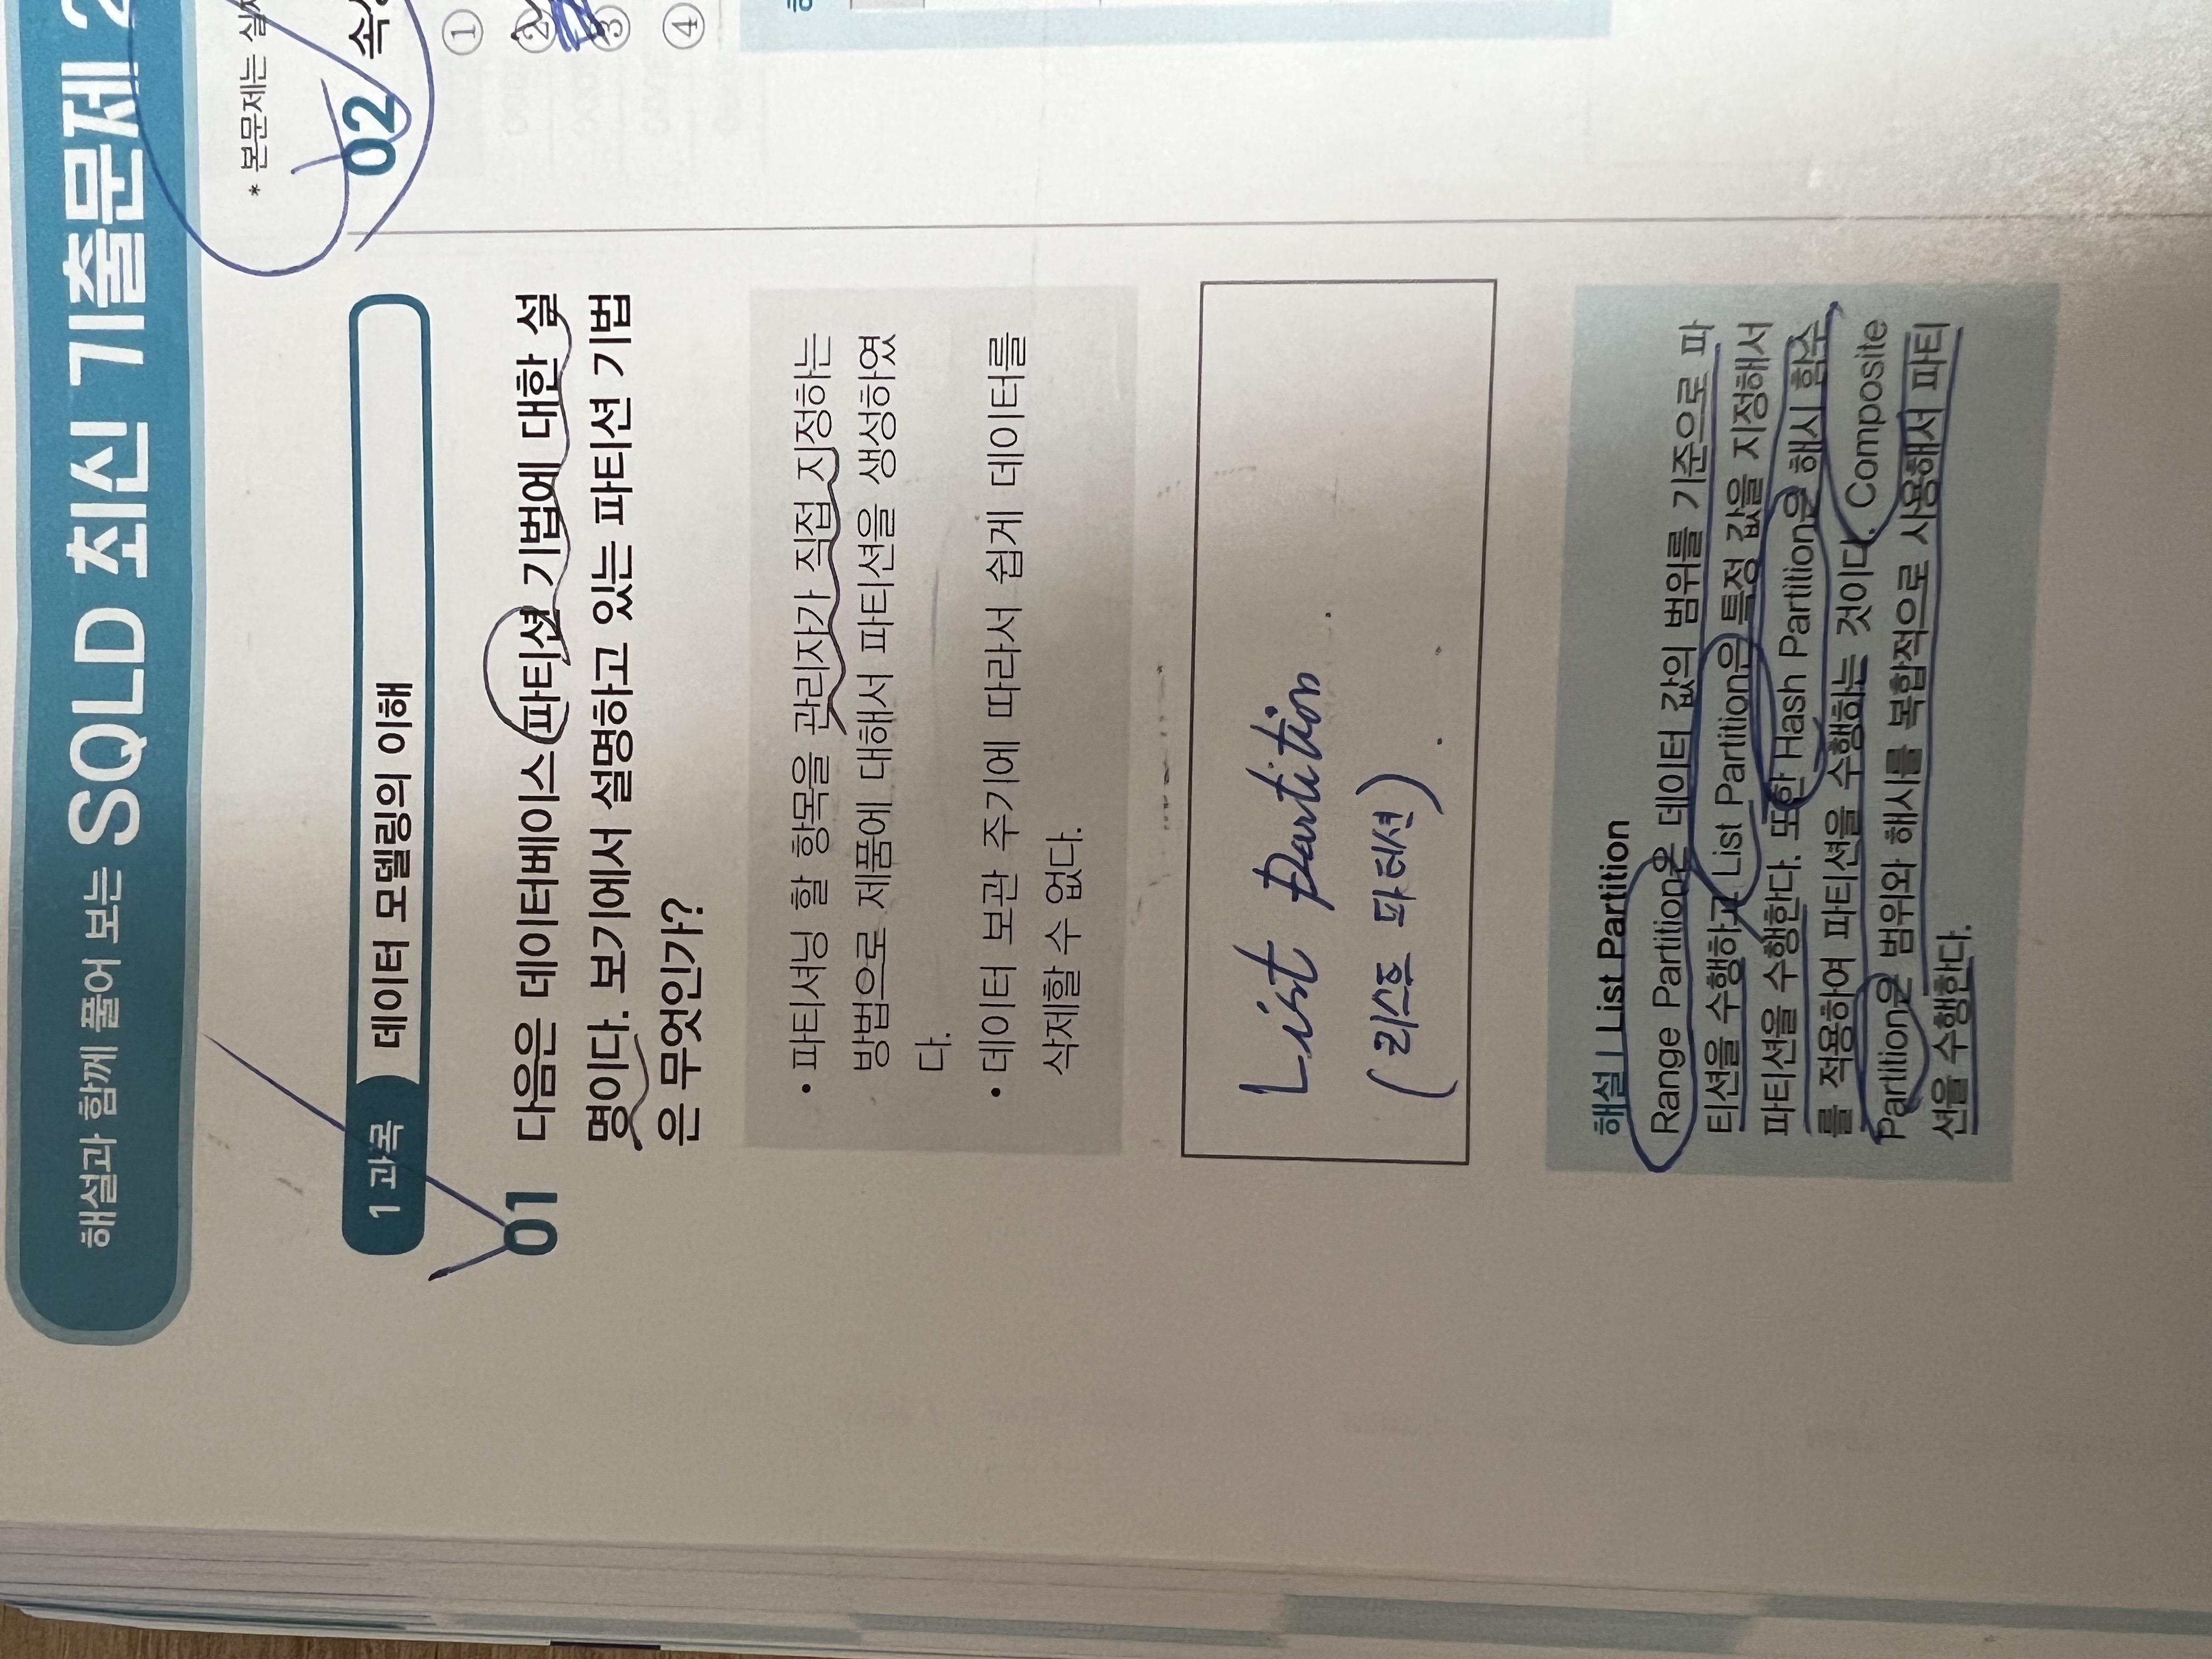 해설과 함께 풀어 보는 SQLD 최신 기출문제 2
* 본문제는
1과목 데이터 모델링의 이해
01 다음은 데이터베이스 파티션 기법에 대한 설
명이다. 보기에서 설명하고 있는 파티션 기법
은 무엇인가?
• 파티셔닝 할 항목을 관리자가 직접 지정하는
방법으로 제품에 대해서 파티션을 생성하였
다.
• 데이터 보관 주기에 따라서 쉽게 데이터를
삭제할 수 없다.
List Partition.
(리스트 파티션).
해설 | List Partition
Range Partition은 데이터 값의 범위를 기준으로 파
티션을 수행하고 List Partition은 특정 값을 지정해서
파티션을 수행한다. 또한 Hash Partition은 해시 함수
를 적용하여 파티션을 수행하는 것이다. Composite
Partition은 범위와 해시를 복합적으로 사용해서 파티
션을 수행한다.
02
①
②
③
④